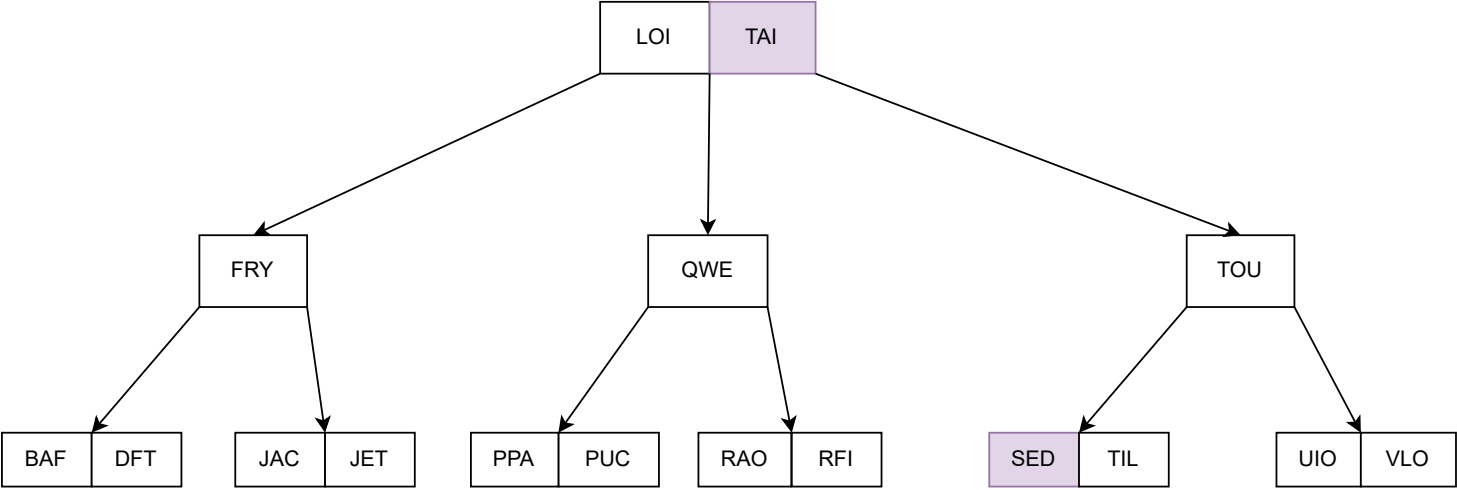 LOI TAI
FRY QWE TOU
BAF DFT JAC JET PPA PUC RAO RFI SED TIL UIO VLO